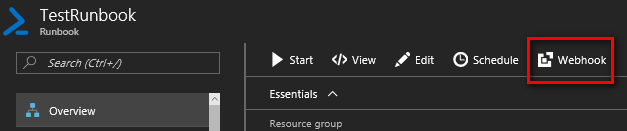 TestRunbook
Runbook
Search (Ctrl+/)
Start
View
Edit
Schedule
Webhook
Overview
Essentials
Resource group